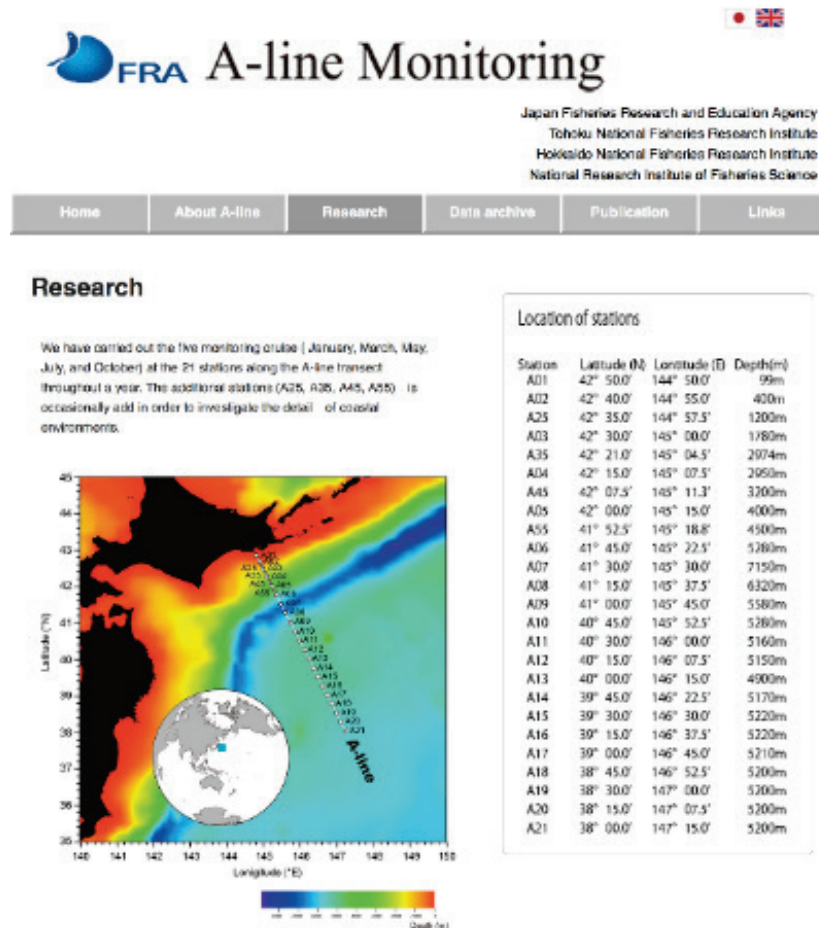 FRA A-line Monitoring
Japan Fisheries Research and Education Agency
Tohoku National Fisheries Research Institute
Hokkaido National Fisheries Research Institute
National Research Institute of Fisheries Science
Home About A-line Research Data archive Publication Links
Research
We have carried out the five monitoring cruise ( January, March, May,
July, and October) at the 21 stations along the A-line transect
throughout a year. The additional stations (A25, A35, A45, A55) is
occasionally add in order to investigate the detail of coastal
environments.
Location of stations
Station Latitude (N) Lontitude (E) Depth(m)
A01 42° 50.0' 144° 50.0' 99m
A02 42° 40.0' 144° 55.0' 400m
A25 42° 35.0' 144° 57.5' 1200m
A03 42° 30.0' 145° 00.0' 1780m
A35 42° 21.0' 145° 04.5' 2974m
A04 42° 15.0' 145° 07.5' 2950m
A45 42° 07.5' 145° 11.3' 3200m
A05 42° 00.0' 145° 15.0' 4000m
A55 41° 52.5' 145° 18.8' 4500m
A06 41° 45.0' 145° 22.5' 5280m
A07 41° 30.0' 145° 30.0' 7150m
A08 41° 15.0' 145° 37.5' 6320m
A09 41° 00.0' 145° 45.0' 5580m
A10 40° 45.0' 145° 52.5' 5280m
A11 40° 30.0' 146° 00.0' 5160m
A12 40° 15.0' 146° 07.5' 5150m
A13 40° 00.0' 146° 15.0' 4900m
A14 39° 45.0' 146° 22.5' 5170m
A15 39° 30.0' 146° 30.0' 5220m
A16 39° 15.0' 146° 37.5' 5220m
A17 39° 00.0' 146° 45.0' 5210m
A18 38° 45.0' 146° 52.5' 5200m
A19 38° 30.0' 147° 00.0' 5200m
A20 38° 15.0' 147° 07.5' 5200m
A21 38° 00.0' 147° 15.0' 5200m
Latitude (°N)
45
44
43
42
41
40
39
38
37
36
35
A09
A10
A11
A12
A13
A14
A15
A16
A17
A18
A19
A20
A21
A-line
140 141 142 143 144 145 146 147 148 149 150
Longitude (°E)
Depth (m)